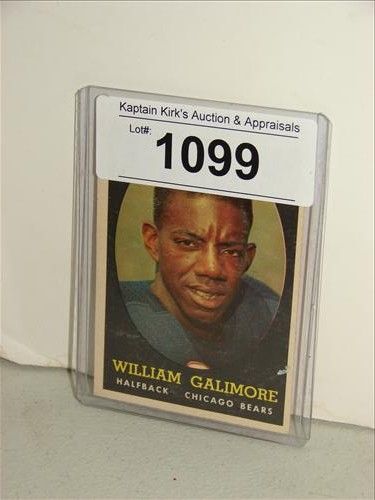 Kaptain Kirk's Auction & Appraisals
Lot#: 1099
WILLIAM GALIMORE
HALFBACK CHICAGO BEARS